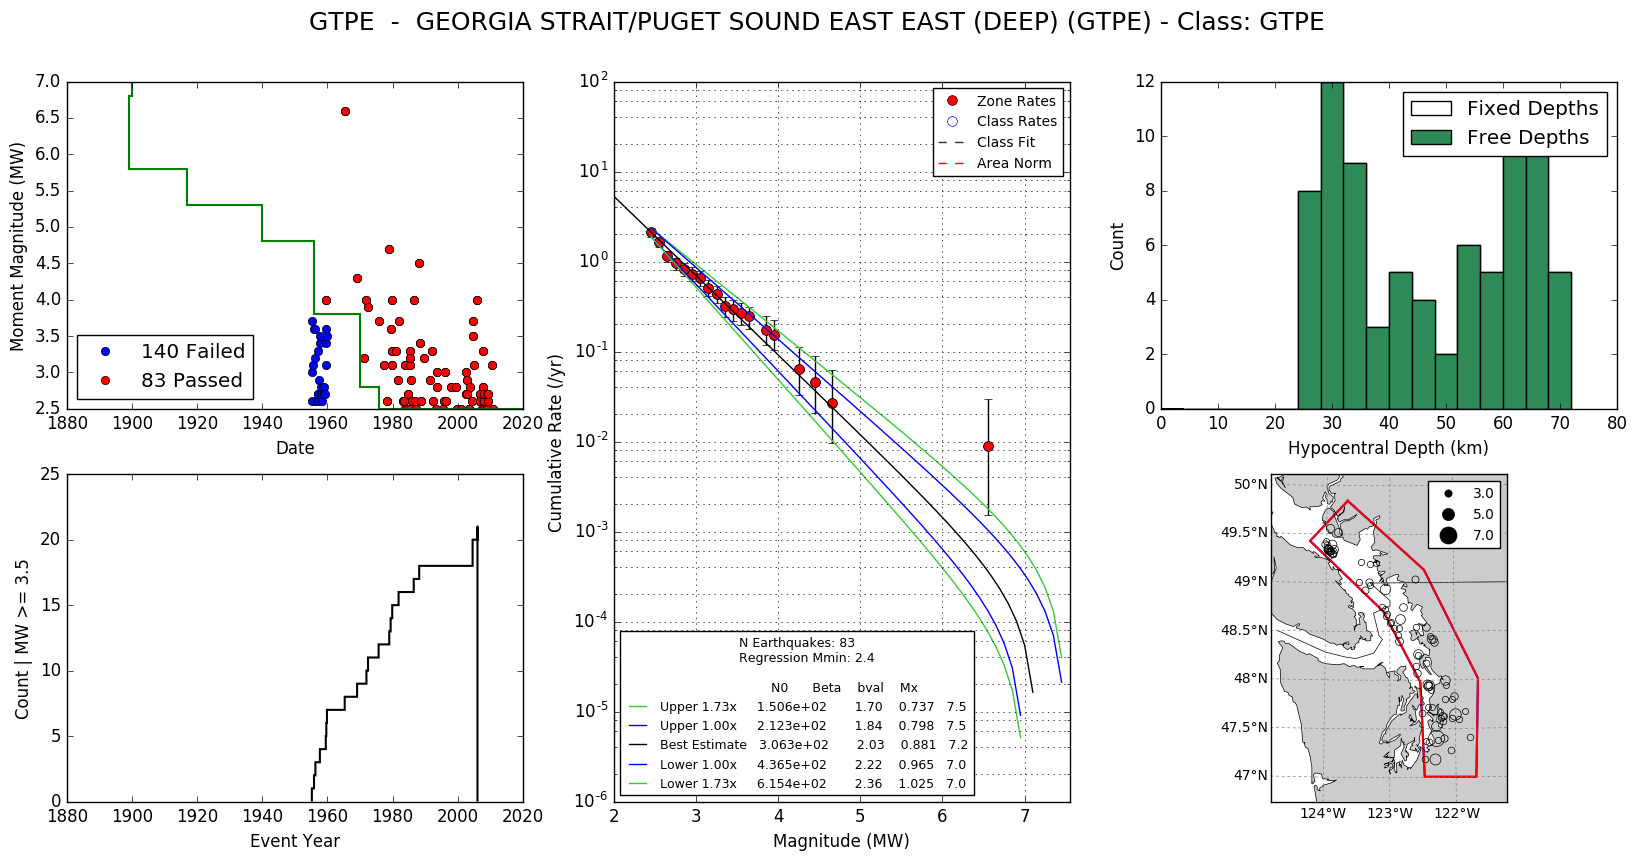 GTPE - GEORGIA STRAIT/PUGET SOUND EAST EAST (DEEP) (GTPE) - Class: GTPE
Moment Magnitude (MW)
7.0
6.5
6.0
5.5
5.0
4.5
4.0
3.5
3.0
2.5
140 Failed
83 Passed
1880 1900 1920 1940 1960 1980 2000 2020
Date
Count | MW >= 3.5
25
20
15
10
5
0
1880 1900 1920 1940 1960 1980 2000 2020
Event Year
Cumulative Rate (/yr)
10^2
10^1
10^0
10^-1
10^-2
10^-3
10^-4
10^-5
10^-6
Zone Rates
Class Rates
Class Fit
Area Norm
N Earthquakes: 83
Regression Mmin: 2.4
N0 Beta bval Mx
Upper 1.73x 1.506e+02 1.70 0.737 7.5
Upper 1.00x 2.123e+02 1.84 0.798 7.5
Best Estimate 3.063e+02 2.03 0.881 7.2
Lower 1.00x 4.365e+02 2.22 0.965 7.0
Lower 1.73x 6.154e+02 2.36 1.025 7.0
2 3 4 5 6 7
Magnitude (MW)
Count
12
10
8
6
4
2
0
Fixed Depths
Free Depths
0 10 20 30 40 50 60 70 80
Hypocentral Depth (km)
3.0
5.0
7.0
50°N
49.5°N
49°N
48.5°N
48°N
47.5°N
47°N
124°W 123°W 122°W